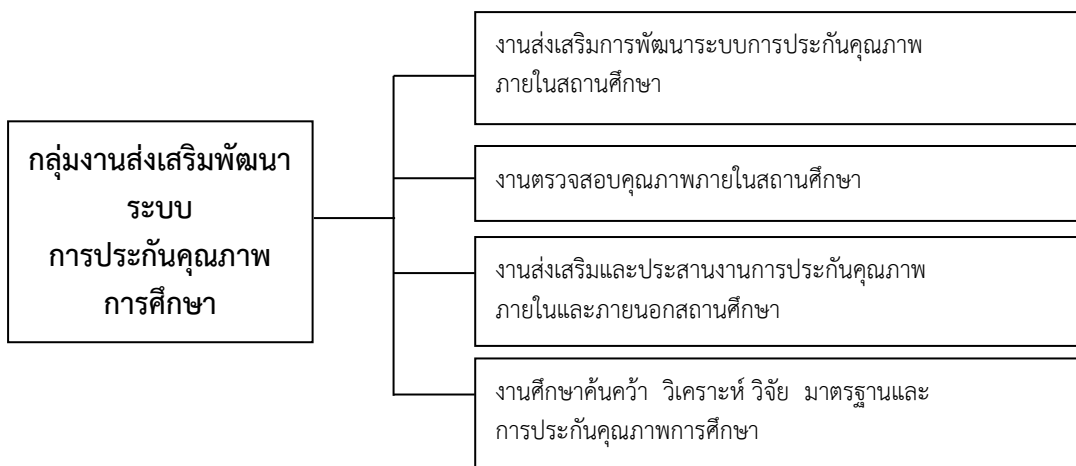 กลุ่มงานส่งเสริมพัฒนา
ระบบ
การประกันคุณภาพ
การศึกษา
งานส่งเสริมการพัฒนาระบบการประกันคุณภาพ
ภายในสถานศึกษา
งานตรวจสอบคุณภาพภายในสถานศึกษา
งานส่งเสริมและประสานงานการประกันคุณภาพ
ภายในและภายนอกสถานศึกษา
งานศึกษาค้นคว้า วิเคราะห์ วิจัย มาตรฐานและ
การประกันคุณภาพการศึกษา